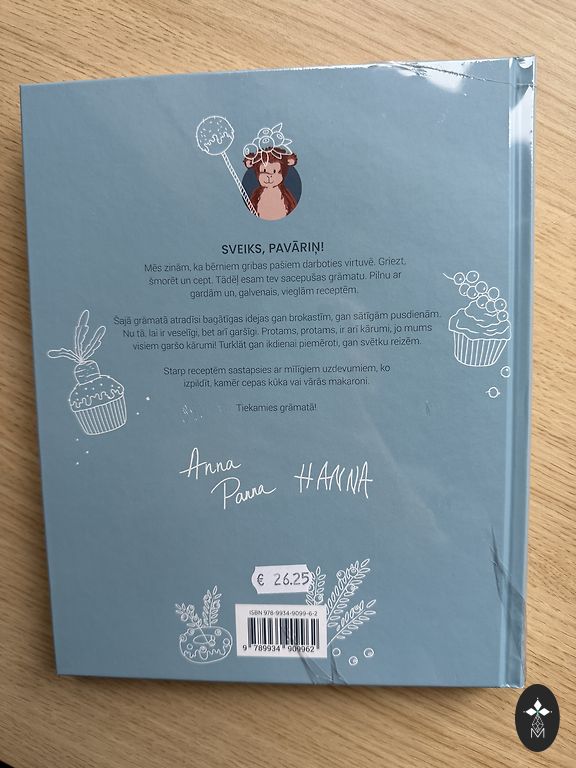 SVEIKS, PAVĀRIŅ!
Mēs zinām, ka bērniem gribas pašiem darboties virtuvē. Griezt,
šmorēt un cept. Tādēļ esam tev sacepušas grāmatu. Pilnu ar
gardām un, galvenais, vieglām receptēm.
Šajā grāmatā atradīsi bagātīgas idejas gan brokastīm, gan sātīgām pusdienām.
Nu tā, lai ir veselīgi, bet arī garšīgi. Protams, protams, ir arī kārumi, jo mums
visiem garšo kārumi! Turklāt gan ikdienai piemēroti, gan svētku reizēm.
Starp receptēm sastapsies ar mīlīgiem uzdevumiem, ko
izpildīt, kamēr cepas kūka vai vārās makaroni.
Tiekamies grāmatā!
Anna
Panna
HANNA
€ 26.25
ISBN 978-9934-9099-6-2
9 789934 909962
M